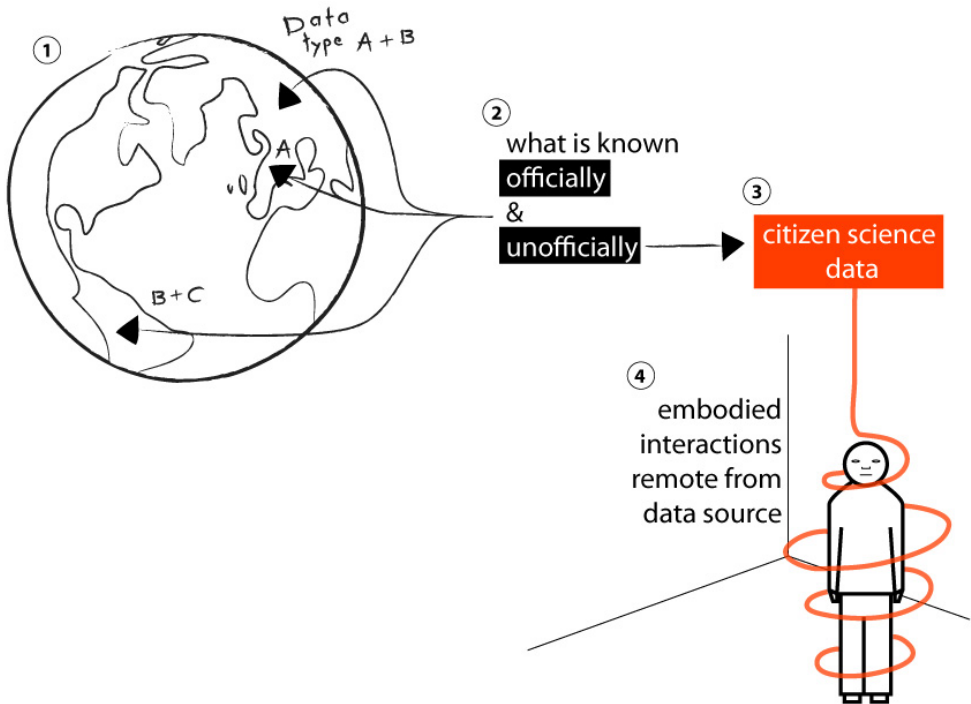 1
Data
type A + B
A
B + C
2
what is known
officially
&
unofficially
3
citizen science
data
4
embodied
interactions
remote from
data source